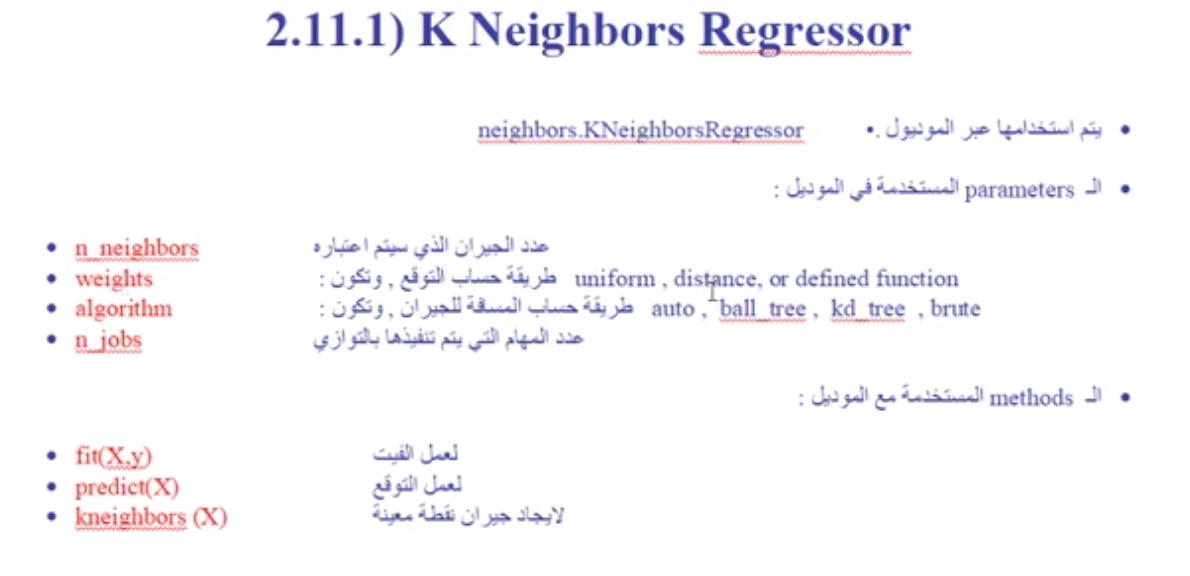 2.11.1) K Neighbors Regressor
• يتم استخدامها عبر الموديول .• neighbors.KNeighborsRegressor
• الـ parameters المستخدمة في الموديل :
• n_neighbors عدد الجيران الذي سيتم اعتباره
• weights طريقة حساب التوقع , وتكون : uniform , distance, or defined function
• algorithm طريقة حساب المسافة للجيران , وتكون : auto , ball_tree , kd_tree , brute
• n_jobs عدد المهام التي يتم تنفيذها بالتوازي
• الـ methods المستخدمة مع الموديل :
• fit(X,y) لعمل الفيت
• predict(X) لعمل التوقع
• kneighbors (X) لايجاد جيران نقطة معينة